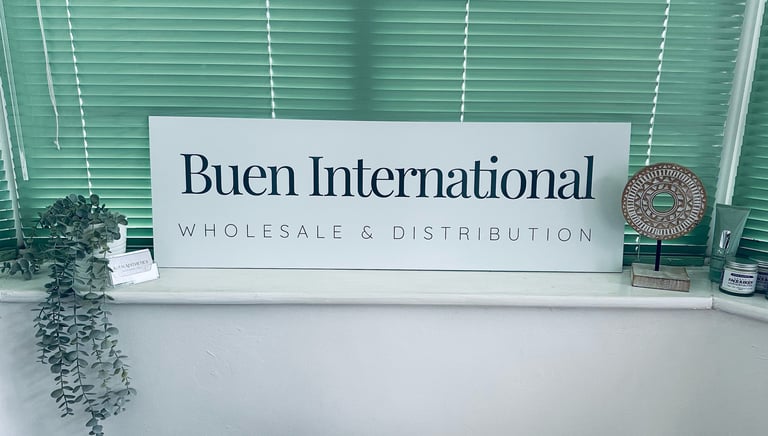 Buen International
WHOLESALE & DISTRIBUTION